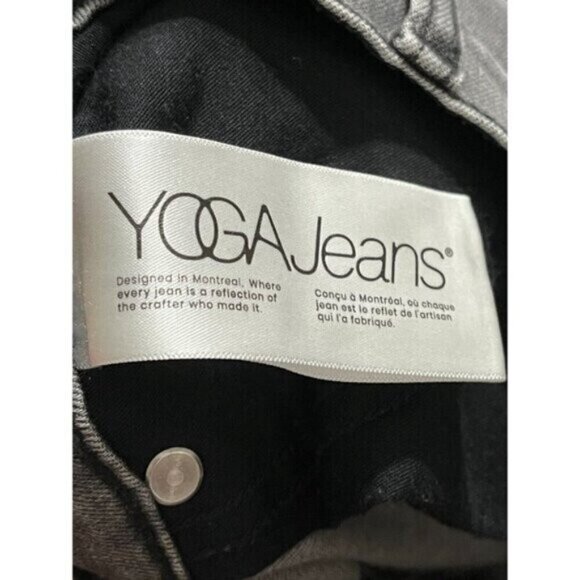 YOGAJeans®
Designed in Montreal, Where
every jean is a reflection of
the crafter who made it.
Conçu à Montréal, où chaque
jean est le reflet de l'artisan
qui l'a fabriqué.